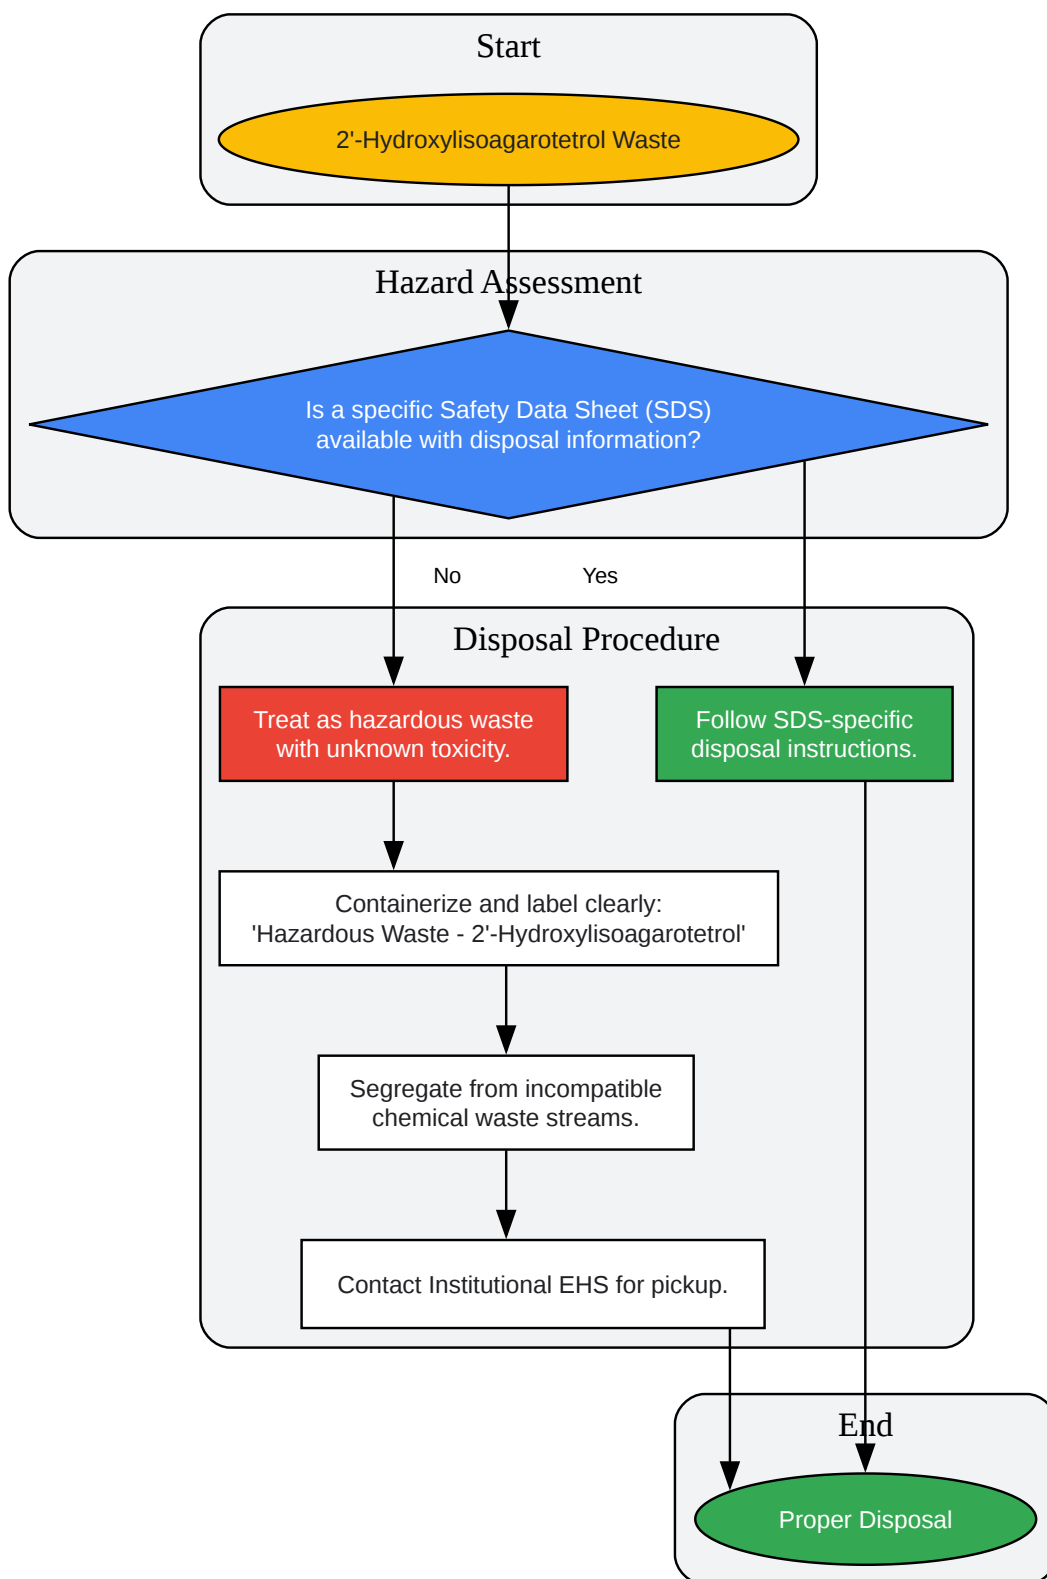 Start
2'-Hydroxylisoagarotetrol Waste
Hazard Assessment
Is a specific Safety Data Sheet (SDS)
available with disposal information?
No
Yes
Disposal Procedure
Treat as hazardous waste
with unknown toxicity.
Follow SDS-specific
disposal instructions.
Containerize and label clearly:
'Hazardous Waste - 2'-Hydroxylisoagarotetrol'
Segregate from incompatible
chemical waste streams.
Contact Institutional EHS for pickup.
End
Proper Disposal